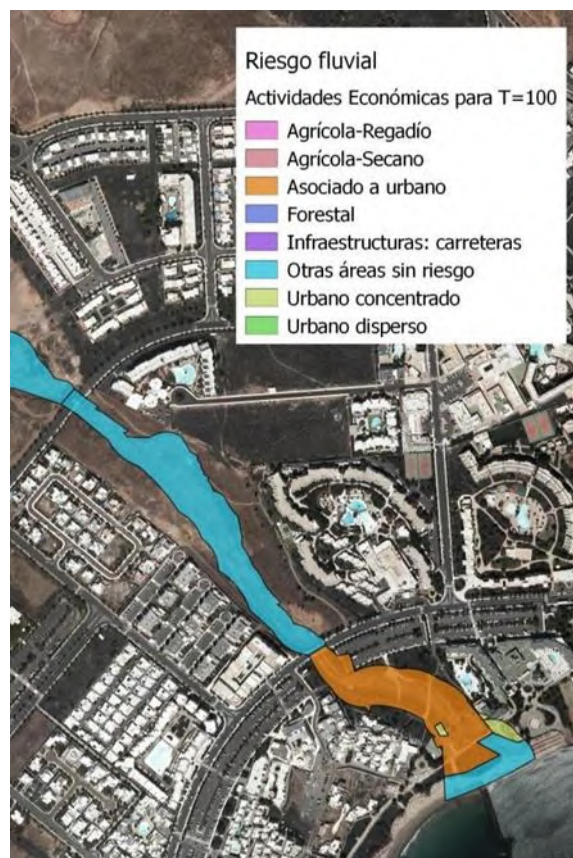 Riesgo fluvial
Actividades Económicas para T=100
Agrícola-Regadío
Agrícola-Secano
Asociado a urbano
Forestal
Infraestructuras: carreteras
Otras áreas sin riesgo
Urbano concentrado
Urbano disperso